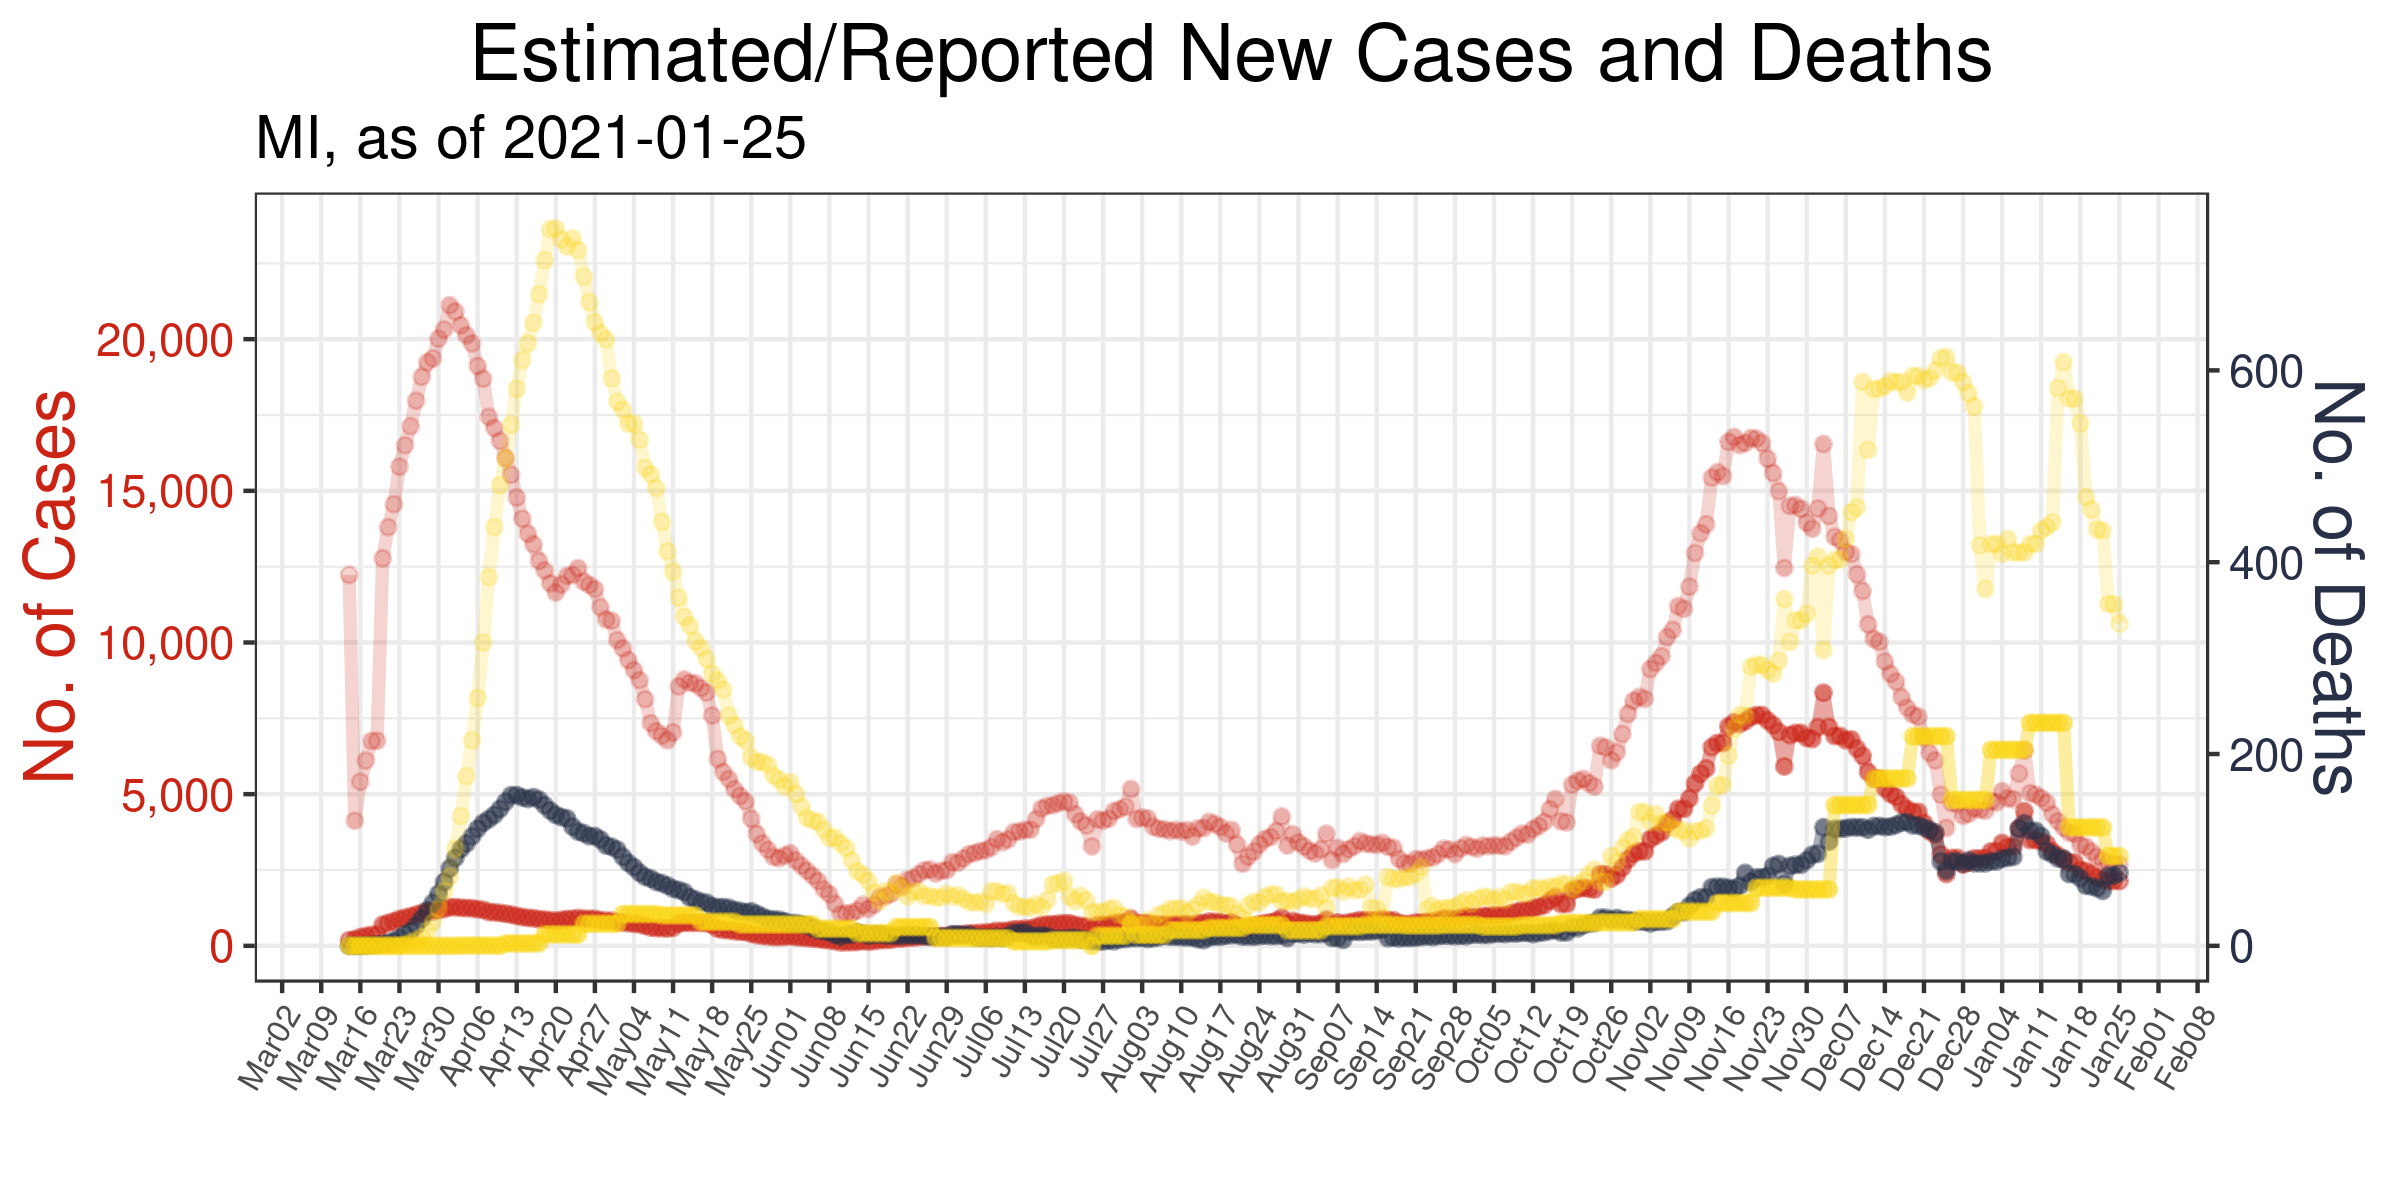 Estimated/Reported New Cases and Deaths
MI, as of 2021-01-25
No. of Cases
20,000
15,000
10,000
5,000
0
600
400
200
0
No. of Deaths
Mar02
Mar09
Mar16
Mar23
Mar30
Apr06
Apr13
Apr20
Apr27
May04
May11
May18
May25
Jun01
Jun08
Jun15
Jun22
Jun29
Jul06
Jul13
Jul20
Jul27
Aug03
Aug10
Aug17
Aug24
Aug31
Sep07
Sep14
Sep21
Sep28
Oct05
Oct12
Oct19
Oct26
Nov02
Nov09
Nov16
Nov23
Nov30
Dec07
Dec14
Dec21
Dec28
Jan04
Jan11
Jan18
Jan25
Feb01
Feb08